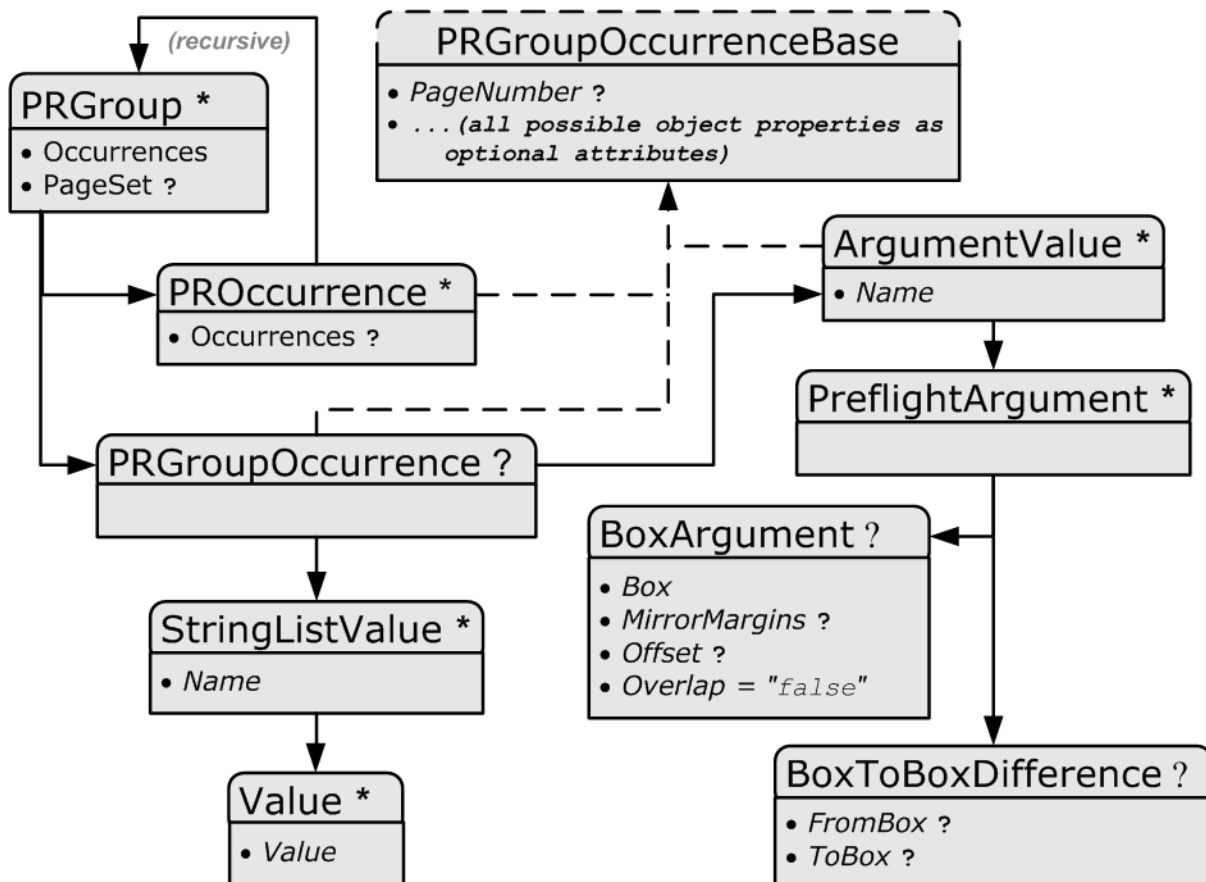 (recursive)
PRGroupOccurrenceBase
• PageNumber ?
• ...(all possible object properties as
optional attributes)
PRGroup *
• Occurrences
• PageSet ?
ArgumentValue *
• Name
PROccurrence *
• Occurrences ?
PreflightArgument *
PRGroupOccurrence ?
BoxArgument ?
• Box
• MirrorMargins ?
• Offset ?
• Overlap = "false"
StringListValue *
• Name
BoxToBoxDifference ?
• FromBox ?
• ToBox ?
Value *
• Value